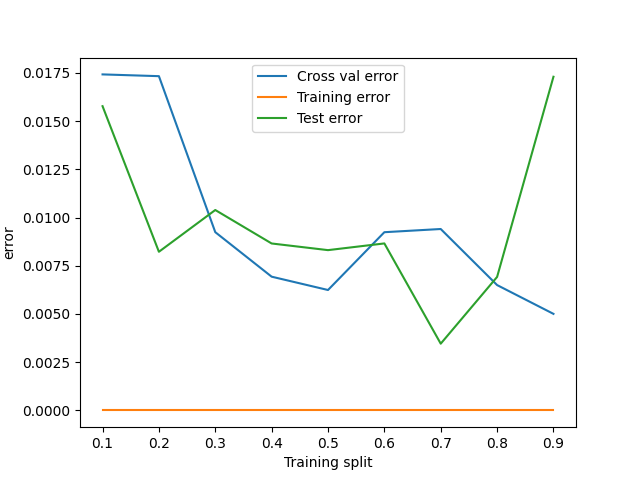 0.0175
0.0150
0.0125
0.0100
0.0075
0.0050
0.0025
0.0000
error
Cross val error
Training error
Test error
0.1 0.2 0.3 0.4 0.5 0.6 0.7 0.8 0.9
Training split